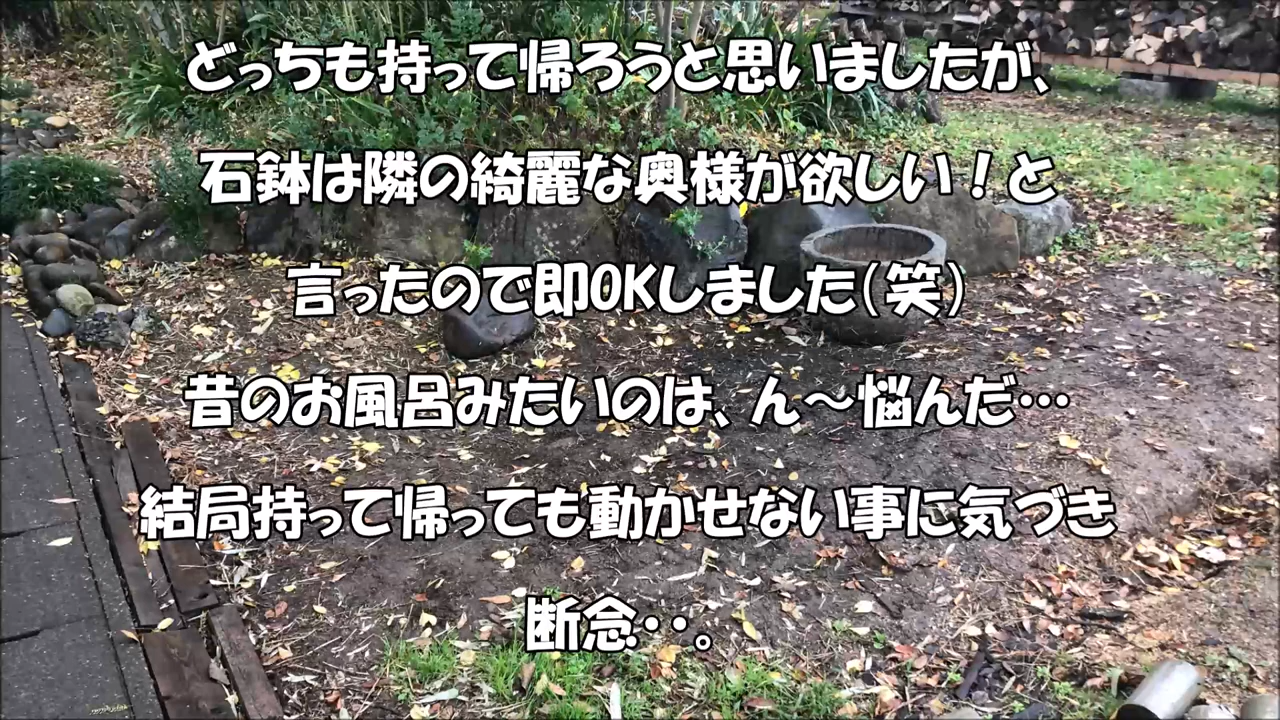 どっちも持って帰ろうと思いましたが、
石鉢は隣の綺麗な奥様が欲しい！と
言ったので即OKしました（笑）
昔のお風呂みたいのは、ん～悩んだ…
結局持って帰っても動かせない事に気づき
断念・・。